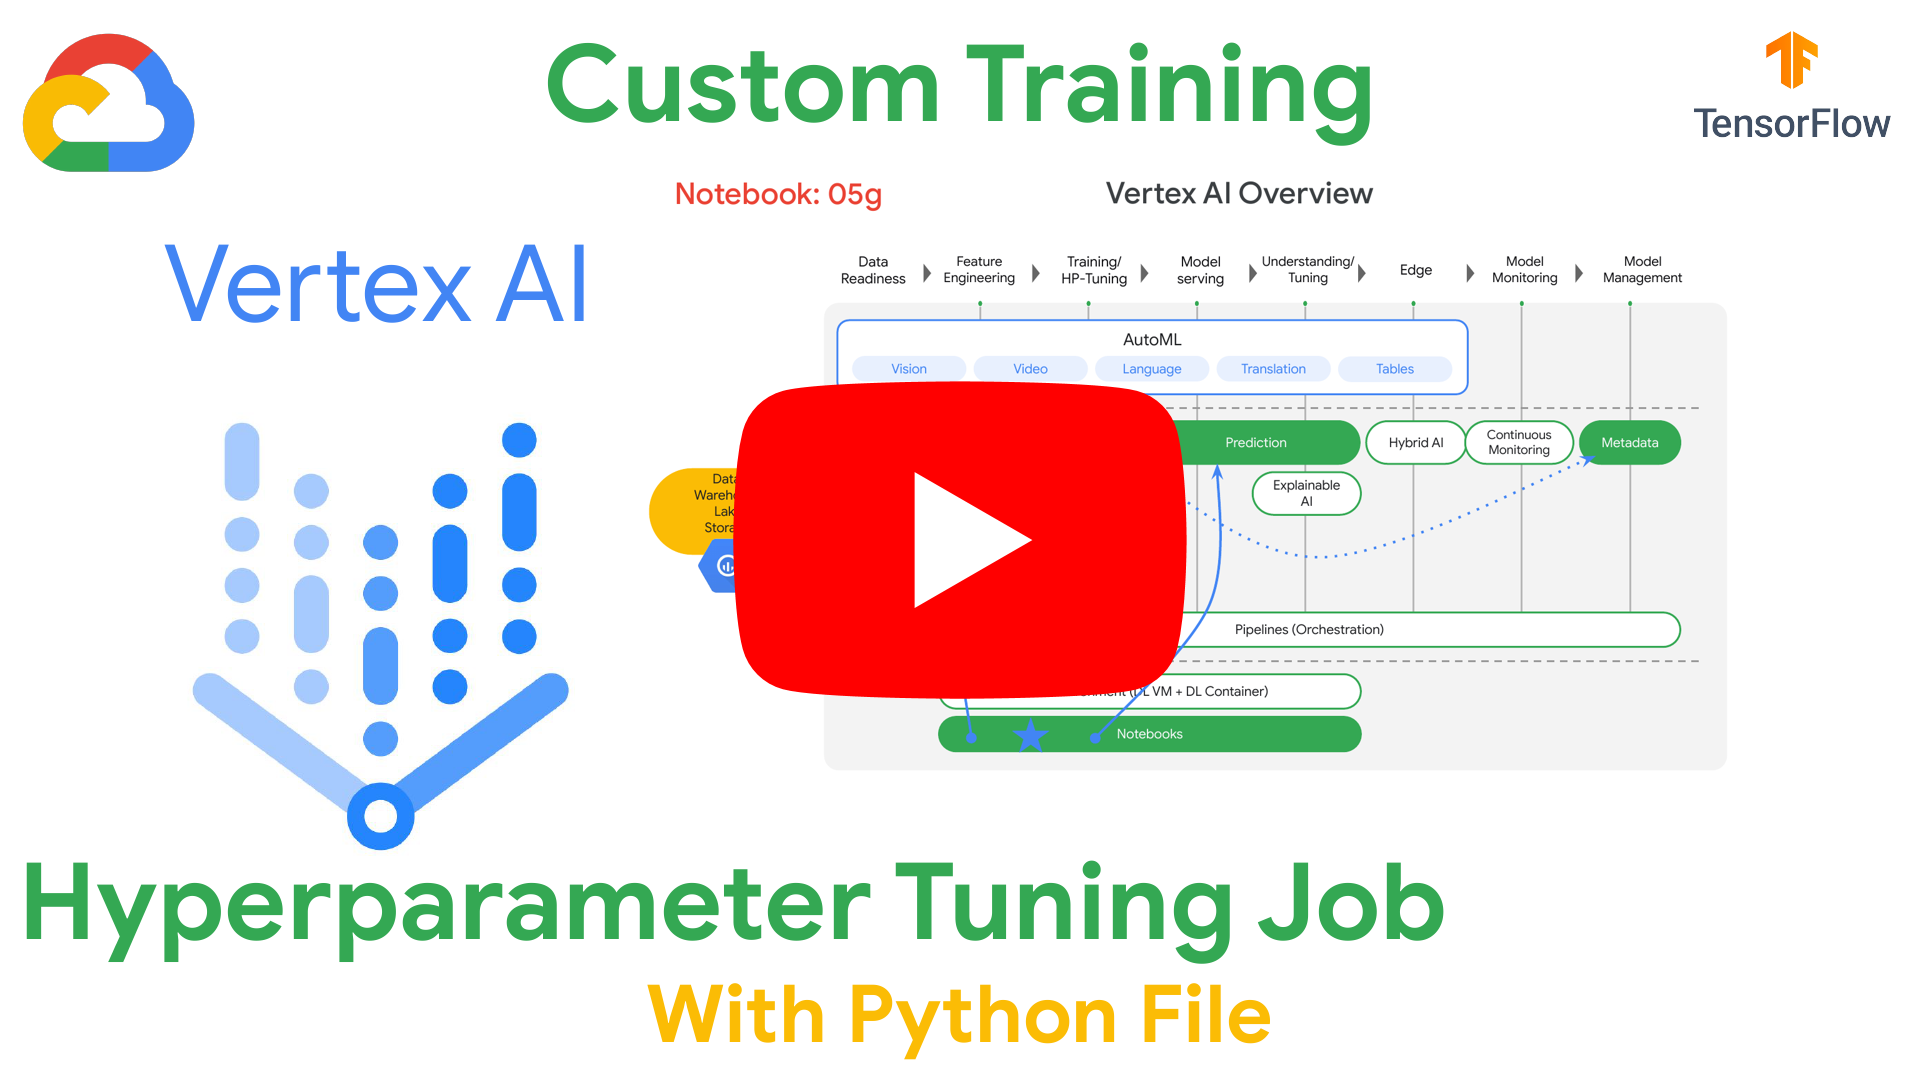 Custom Training
TensorFlow
Notebook: 05g
Vertex AI Overview
Vertex AI
Data
Readiness
Feature
Engineering
Training/
HP-Tuning
Model
serving
Understanding/
Tuning
Edge
Model
Monitoring
Model
Management
AutoML
Vision
Video
Language
Translation
Tables
Prediction
Hybrid AI
Continuous
Monitoring
Metadata
Explainable
AI
Data
Pipelines (Orchestration)
(DL VM + DL Container)
Notebooks
Hyperparameter Tuning Job
With Python File